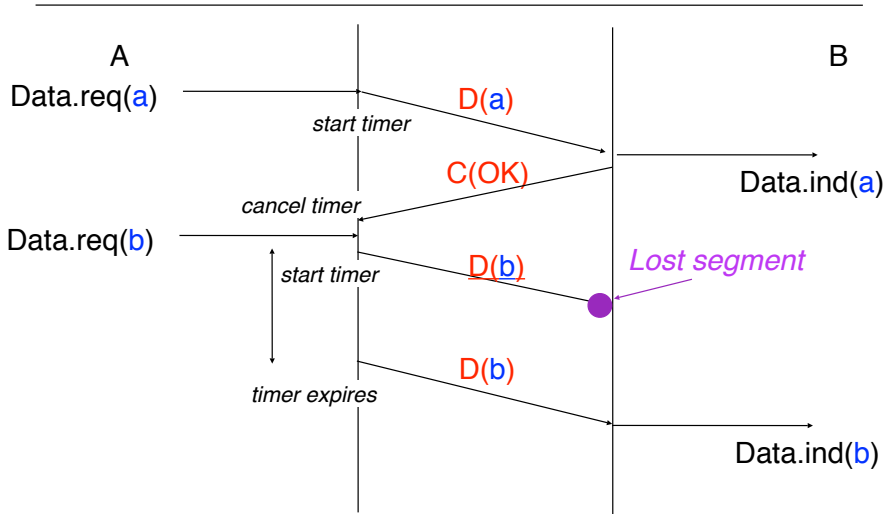 A
B
Data.req(a)
D(a)
start timer
C(OK)
Data.ind(a)
cancel timer
Data.req(b)
start timer
D(b)
Lost segment
D(b)
timer expires
Data.ind(b)